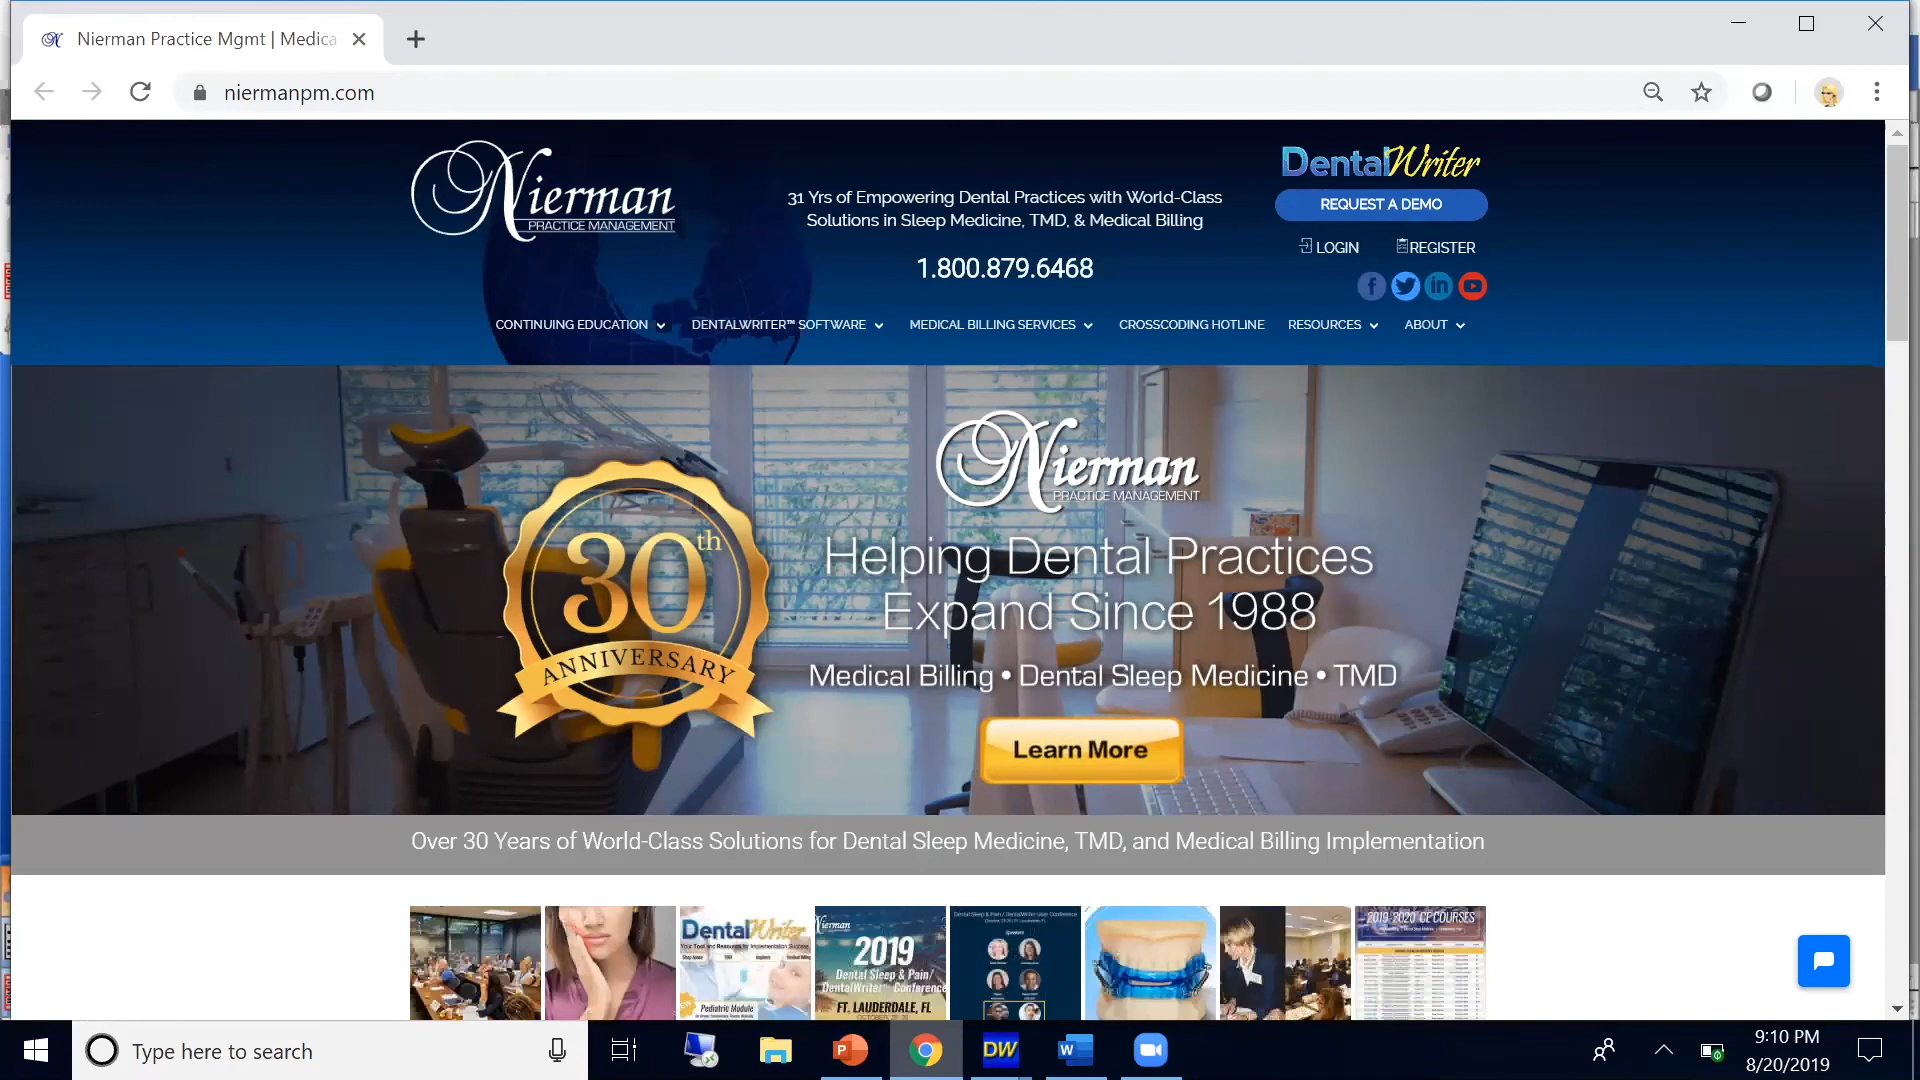 Nierman Practice Mgmt | Medica
niermanpm.com
Nierman
PRACTICE MANAGEMENT
31 Yrs of Empowering Dental Practices with World-Class
Solutions in Sleep Medicine, TMD, & Medical Billing
1.800.879.6468
DentalWriter
REQUEST A DEMO
LOGIN REGISTER
CONTINUING EDUCATION DENTALWRITER™ SOFTWARE MEDICAL BILLING SERVICES CROSSCODING HOTLINE RESOURCES ABOUT
Nierman
PRACTICE MANAGEMENT
30th
ANNIVERSARY
Helping Dental Practices
Expand Since 1988
Medical Billing • Dental Sleep Medicine • TMD
Learn More
Over 30 Years of World-Class Solutions for Dental Sleep Medicine, TMD, and Medical Billing Implementation
DentalWriter
Your Tool and Resource for Implementation Success
Pediatric Module
Nierman
2019
Dental Sleep & Pain/
DentalWriter™ Conference
FT. LAUDERDALE, FL
Dental Sleep & Pain / DentalWriter User Conference
2019-2020 CE COURSES
Type here to search
DW
9:10 PM
8/20/2019